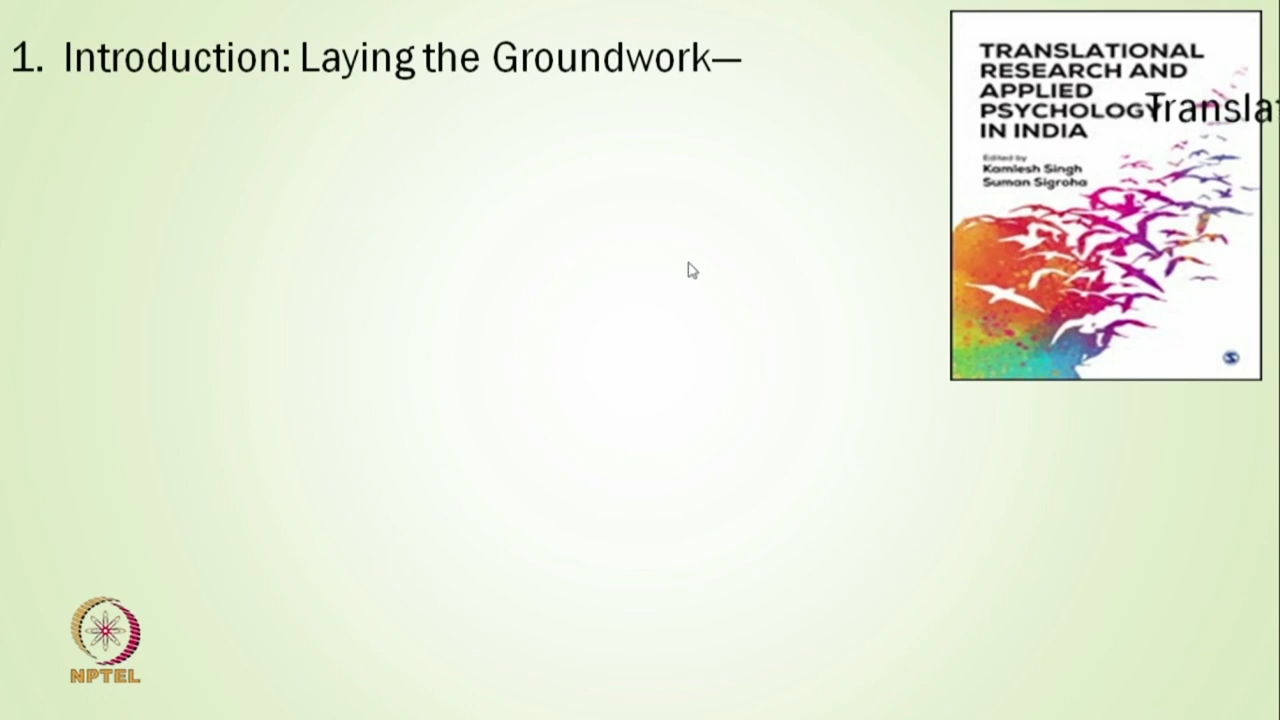 1. Introduction: Laying the Groundwork—
TRANSLATIONAL
RESEARCH AND
APPLIED
PSYCHOLOGY
IN INDIA
Edited by
Kamlesh Singh
Suman Sigroha
NPTEL